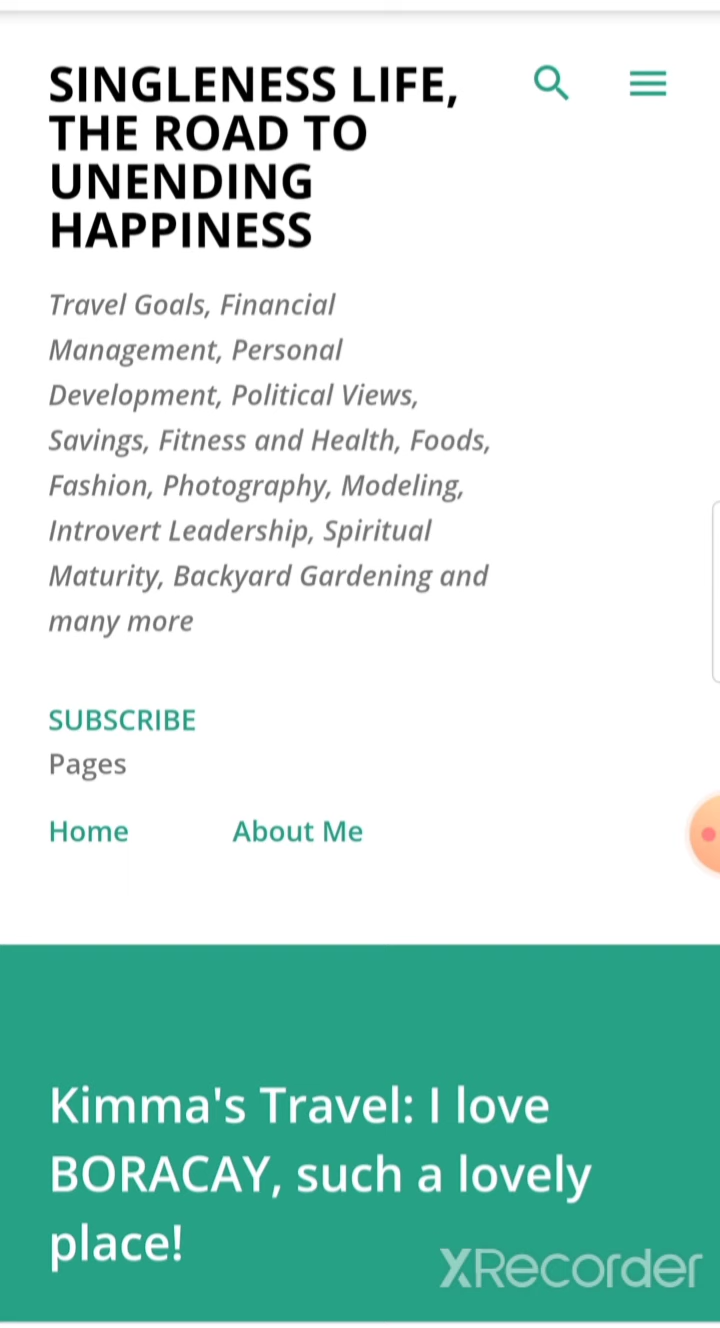 SINGLENESS LIFE,
THE ROAD TO
UNENDING
HAPPINESS
Travel Goals, Financial
Management, Personal
Development, Political Views,
Savings, Fitness and Health, Foods,
Fashion, Photography, Modeling,
Introvert Leadership, Spiritual
Maturity, Backyard Gardening and
many more
SUBSCRIBE
Pages
Home About Me
Kimma's Travel: I love
BORACAY, such a lovely
place!
XRecorder